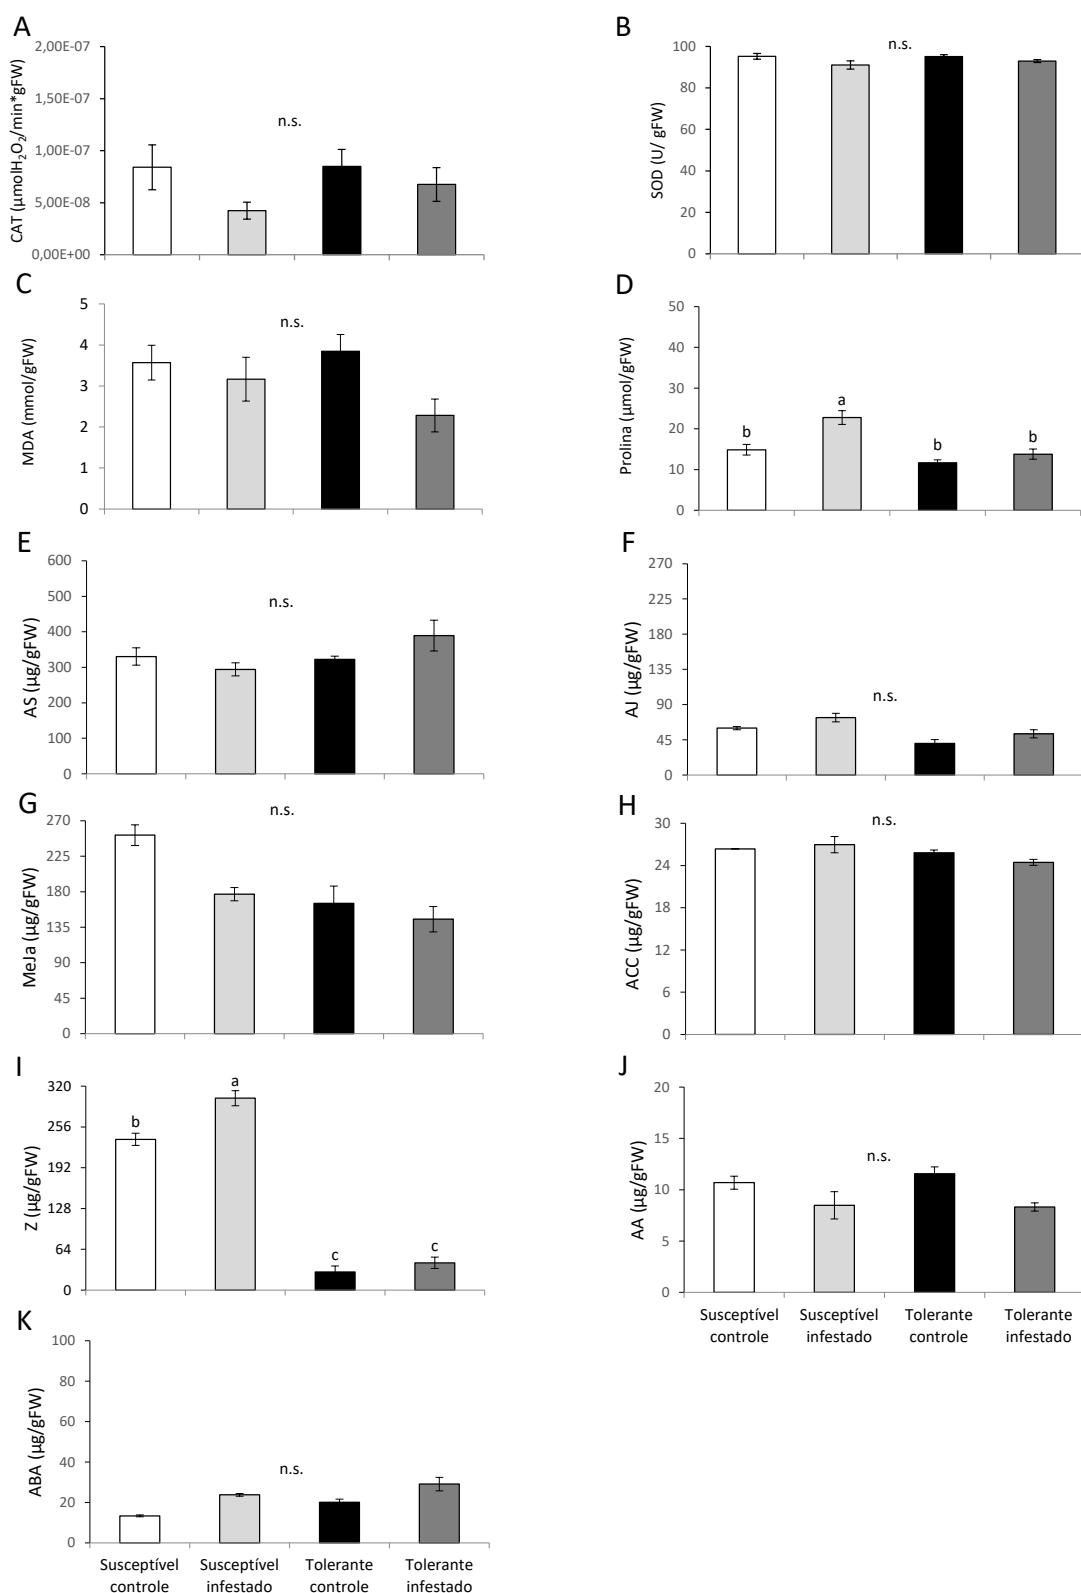 A
CAT (µmolH₂O₂/min*gFW)
2,00E-07
1,50E-07
1,00E-07
5,00E-08
0,00E+00
n.s.
B
SOD (U/ gFW)
100
80
60
40
20
0
n.s.
C
MDA (mmol/gFW)
5
4
3
2
1
0
n.s.
D
Prolina (µmol/gFW)
50
40
30
20
10
0
b
a
b
b
E
AS (µg/gFW)
600
500
400
300
200
100
0
n.s.
F
AJ (µg/gFW)
270
225
180
135
90
45
0
n.s.
G
MeJa (µg/gFW)
270
225
180
135
90
45
0
n.s.
H
ACC (µg/gFW)
30
24
18
12
6
0
n.s.
I
Z (µg/gFW)
320
256
192
128
64
0
b
a
c
c
J
AA (µg/gFW)
20
15
10
5
0
n.s.
Susceptível controle
Susceptível infestado
Tolerante controle
Tolerante infestado
K
ABA (µg/gFW)
100
80
60
40
20
0
n.s.
Susceptível controle
Susceptível infestado
Tolerante controle
Tolerante infestado